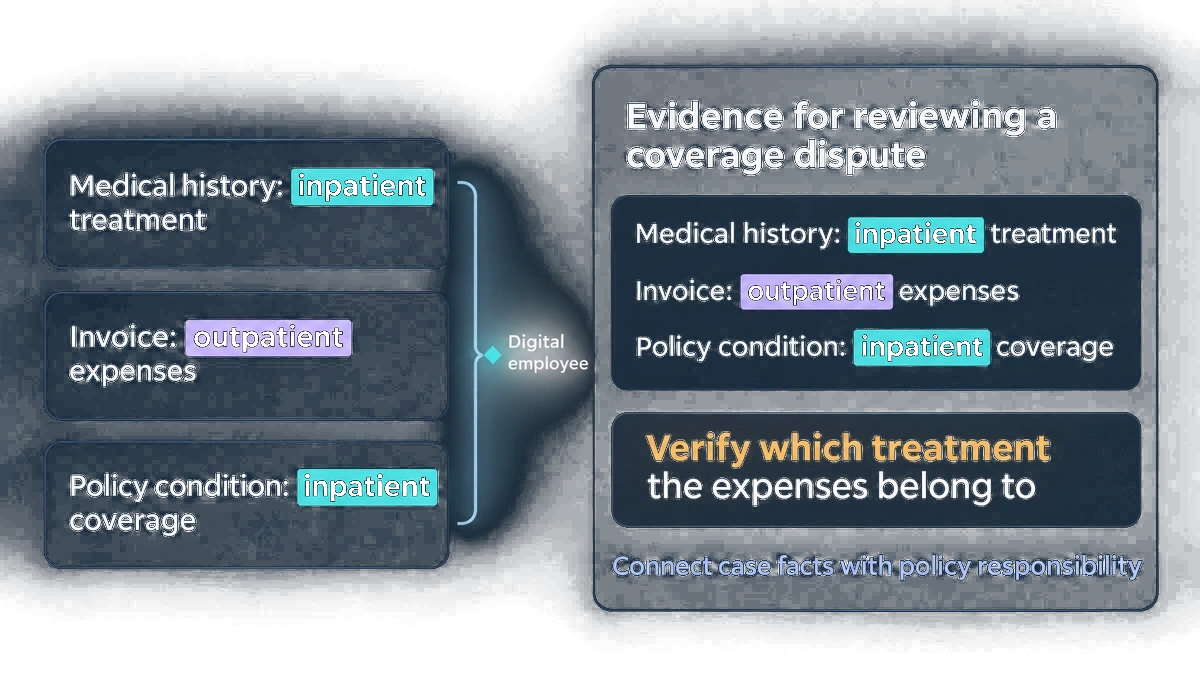 Medical history: inpatient
treatment
Invoice: outpatient
expenses
Policy condition: inpatient
coverage
Digital
employee
Evidence for reviewing a
coverage dispute
Medical history: inpatient treatment
Invoice: outpatient expenses
Policy condition: inpatient coverage
Verify which treatment
the expenses belong to
Connect case facts with policy responsibility